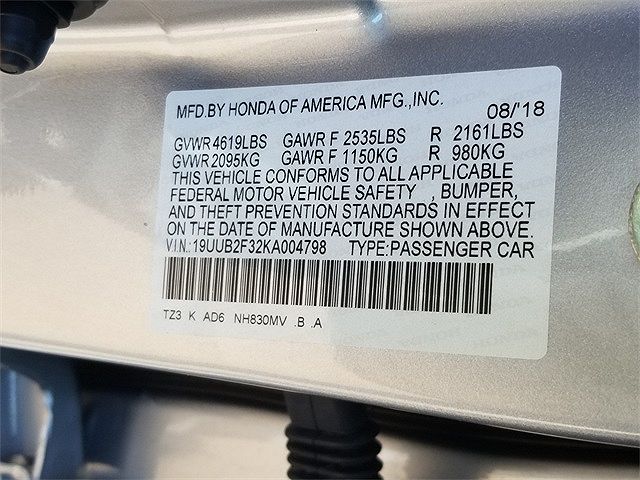 MFD.BY HONDA OF AMERICA MFG.,INC. 08/'18
GVWR 4619LBS GAWR F 2535LBS R 2161LBS
GVWR 2095KG GAWR F 1150KG R 980KG
THIS VEHICLE CONFORMS TO ALL APPLICABLE
FEDERAL MOTOR VEHICLE SAFETY , BUMPER,
AND THEFT PREVENTION STANDARDS IN EFFECT
ON THE DATE OF MANUFACTURE SHOWN ABOVE.
V.I.N.:19UUB2F32KA004798 TYPE:PASSENGER CAR
TZ3 K AD6 NH830MV .B .A